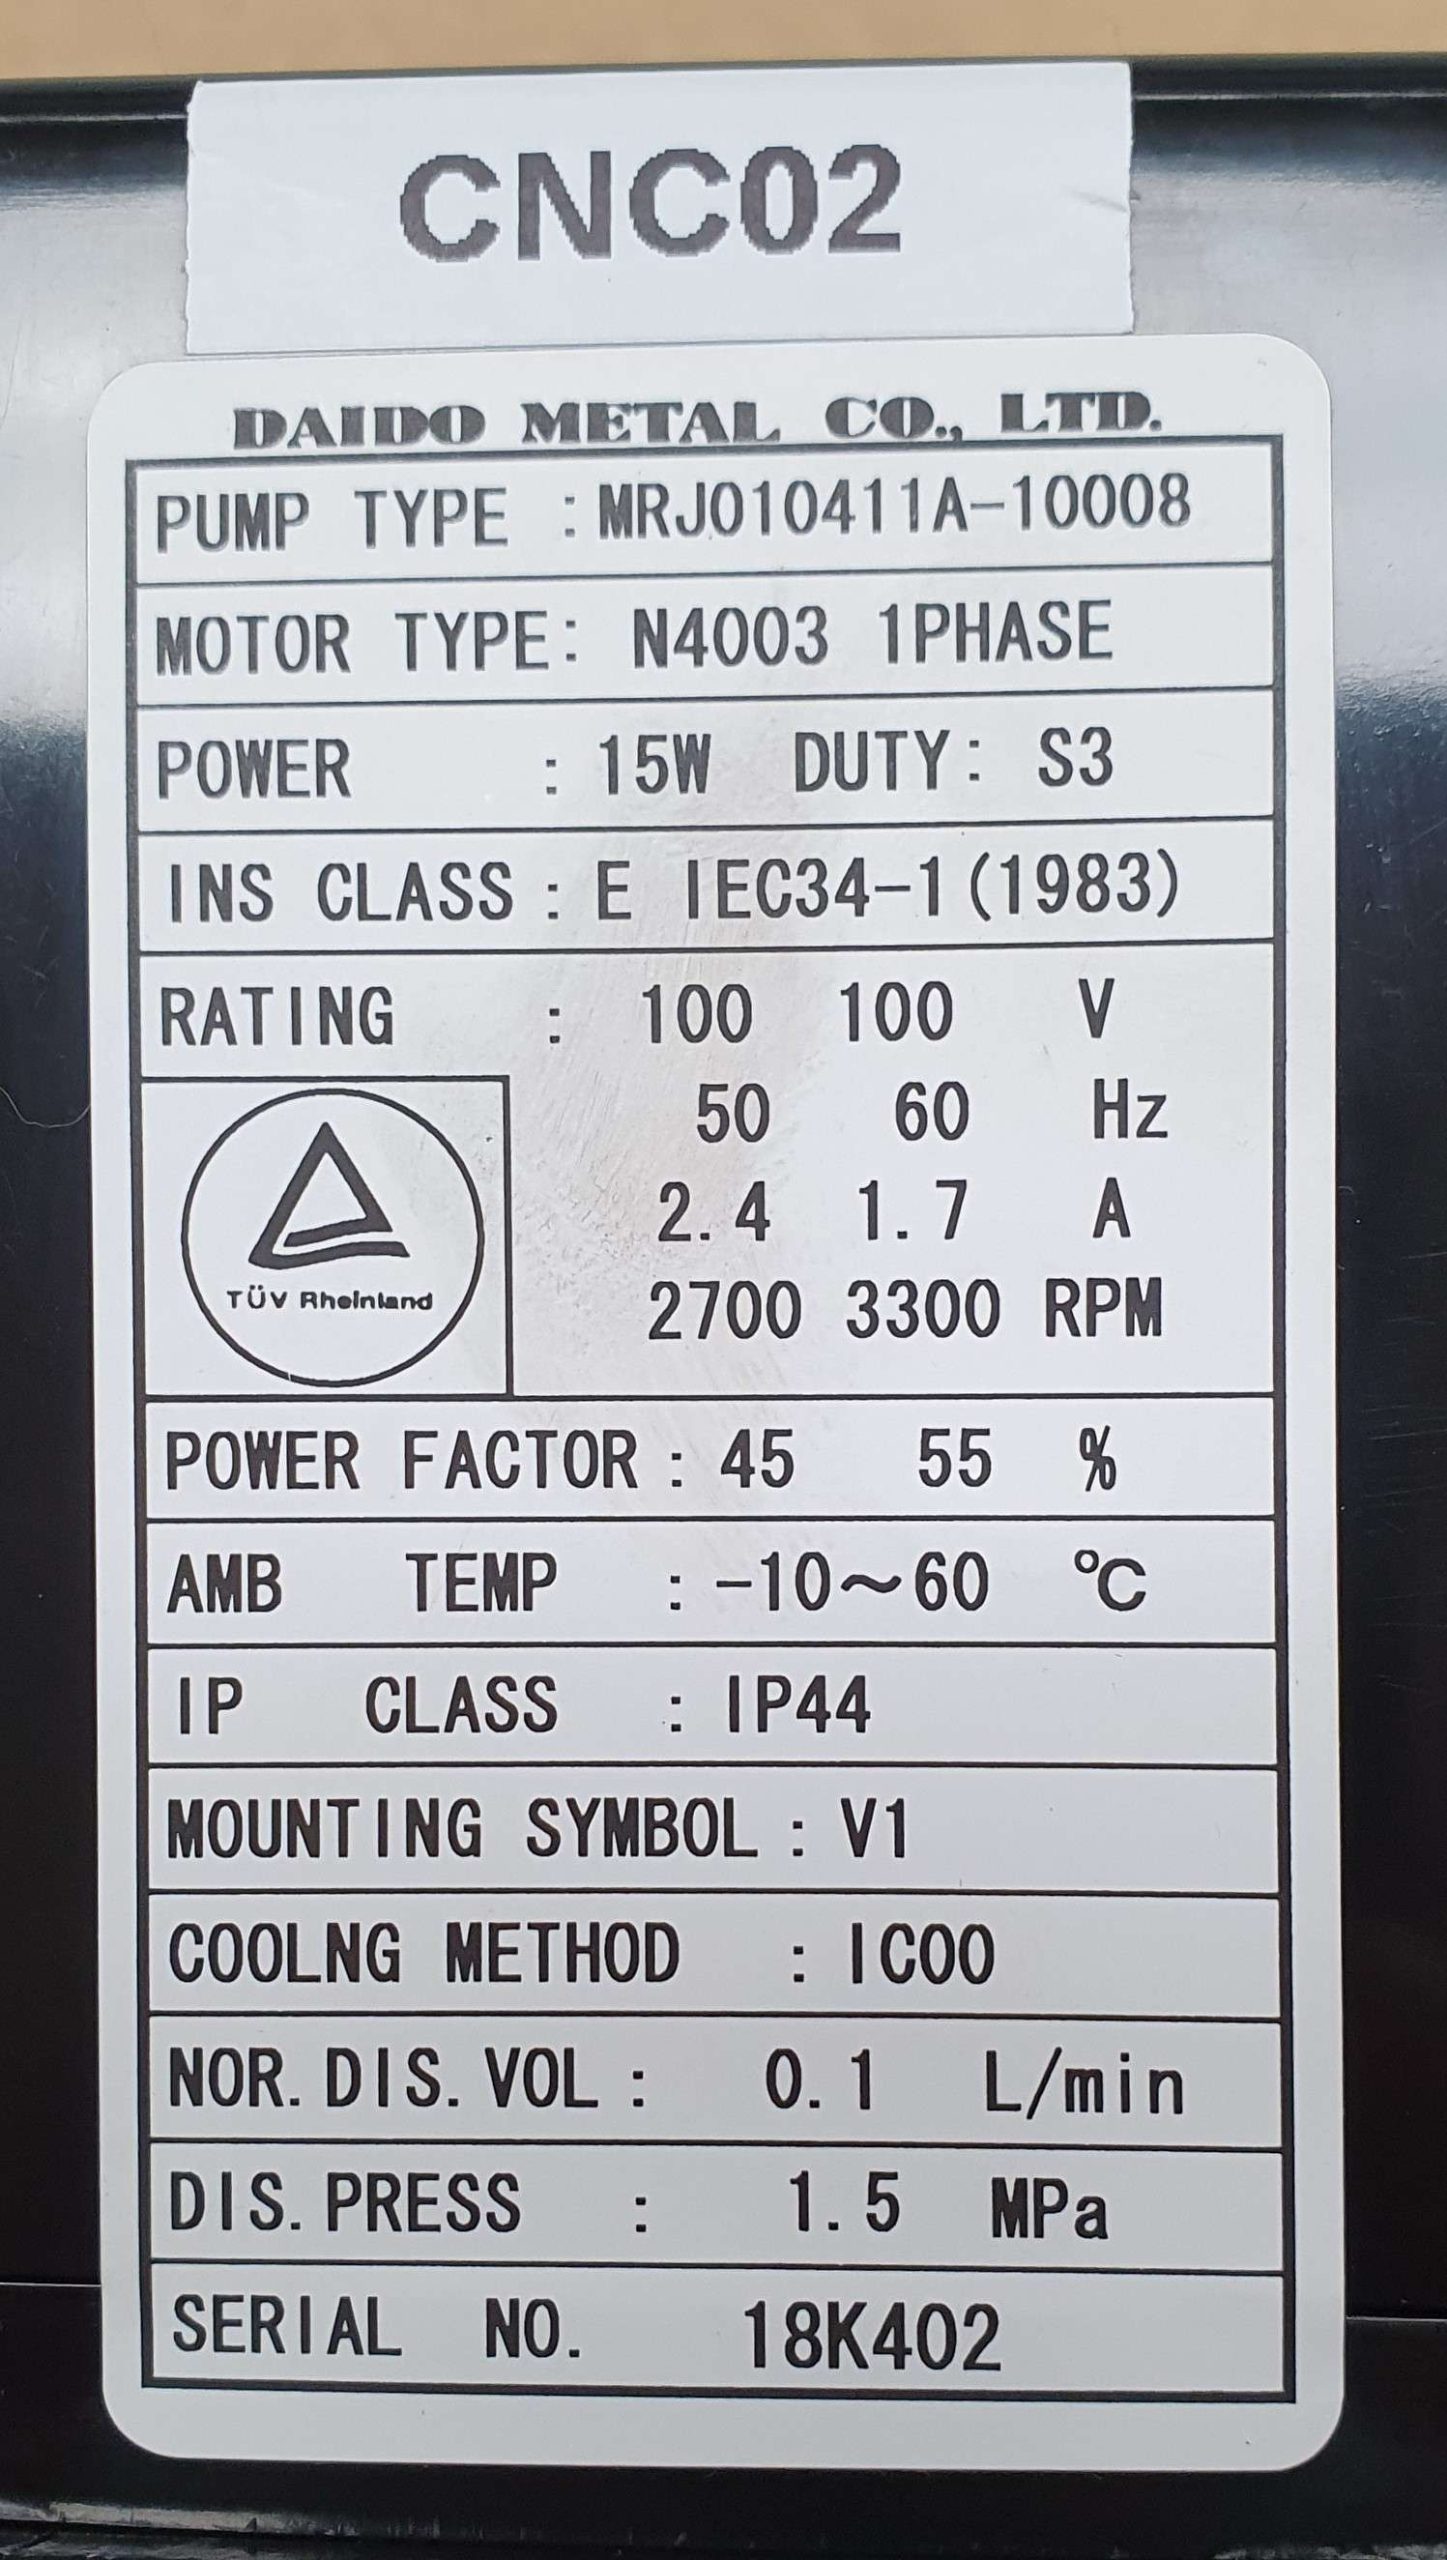 CNC02
DAIDO METAL CO., LTD.
PUMP TYPE :MRJ010411A-10008
MOTOR TYPE: N4003 1PHASE
POWER : 15W DUTY: S3
INS CLASS: E IEC34-1(1983)
RATING : 100 100 V
50 60 Hz
2.4 1.7 A
2700 3300 RPM
TÜV Rheinland
POWER FACTOR: 45 55 %
AMB TEMP : -10~60 ℃
IP CLASS : IP44
MOUNTING SYMBOL: V1
COOLNG METHOD : IC00
NOR.DIS.VOL: 0.1 L/min
DIS.PRESS : 1.5 MPa
SERIAL NO. 18K402